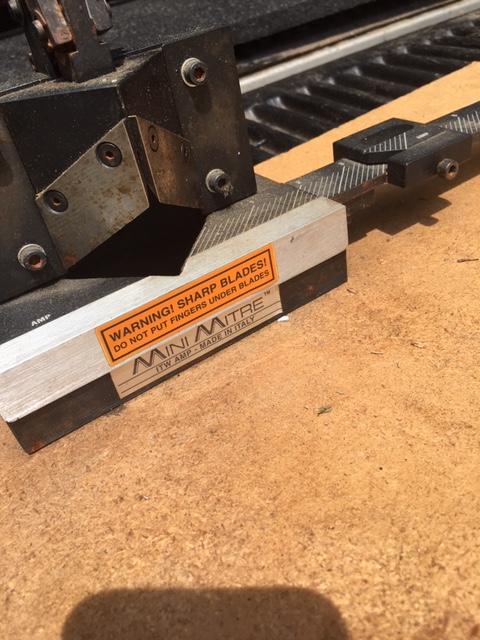 AMP
WARNING! SHARP BLADES!
DO NOT PUT FINGERS UNDER BLADES
MINI MITRE™
ITW AMP - MADE IN ITALY